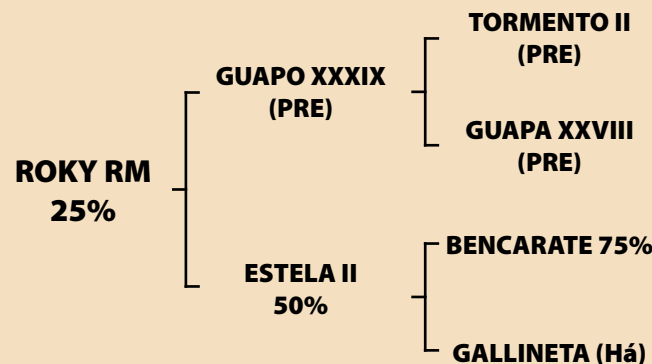 ROKY RM
25%
GUAPO XXXIX
(PRE)
ESTELA II
50%
TORMENTO II
(PRE)
GUAPA XXVIII
(PRE)
BENCARATE 75%
GALLINETA (Há)